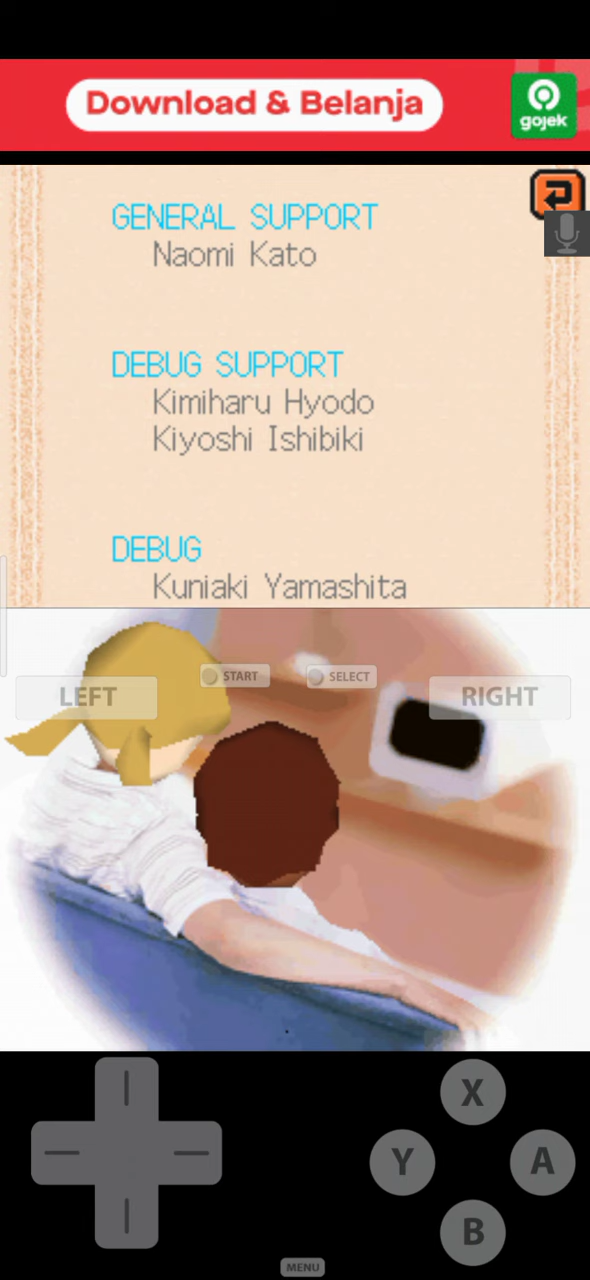 Download & Belanja
gojek
GENERAL SUPPORT
Naomi Kato
DEBUG SUPPORT
Kimiharu Hyodo
Kiyoshi Ishibiki
DEBUG
Kuniaki Yamashita
START
SELECT
LEFT
RIGHT
X
Y
A
B
MENU